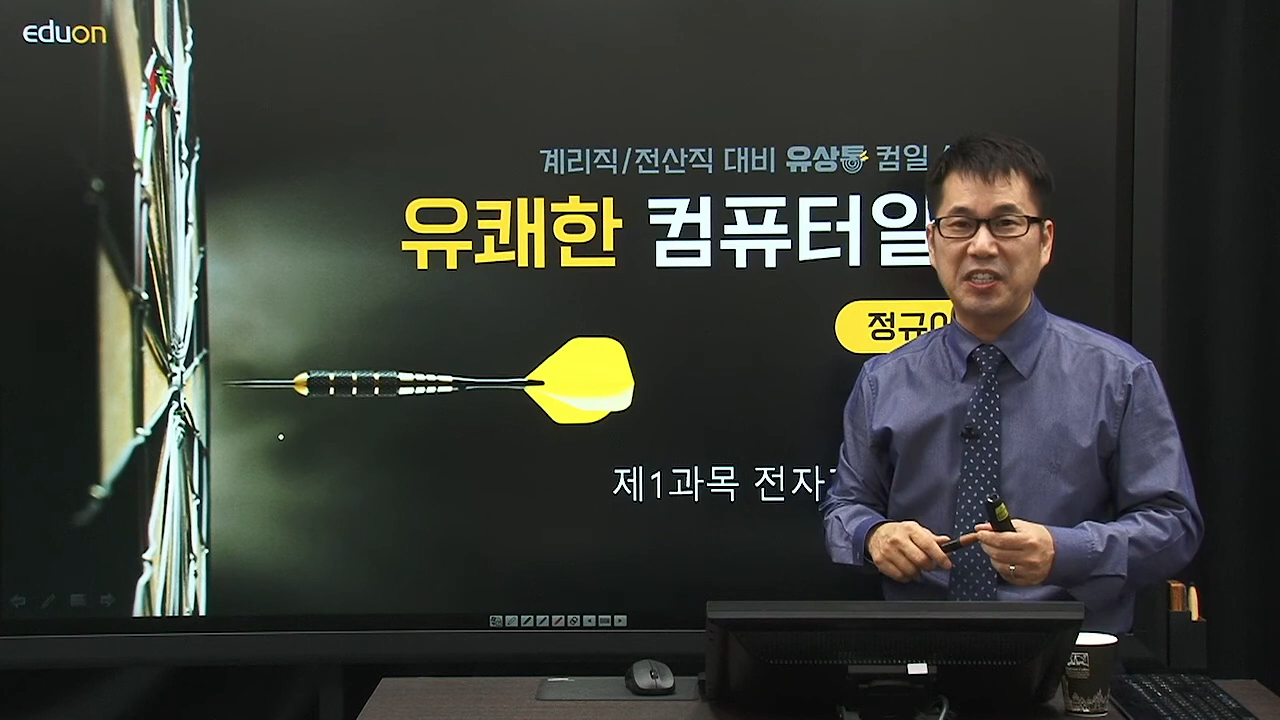 eduon
계리직/전산직 대비 유상통 컴일
유쾌한 컴퓨터일
정규이
제1과목 전자